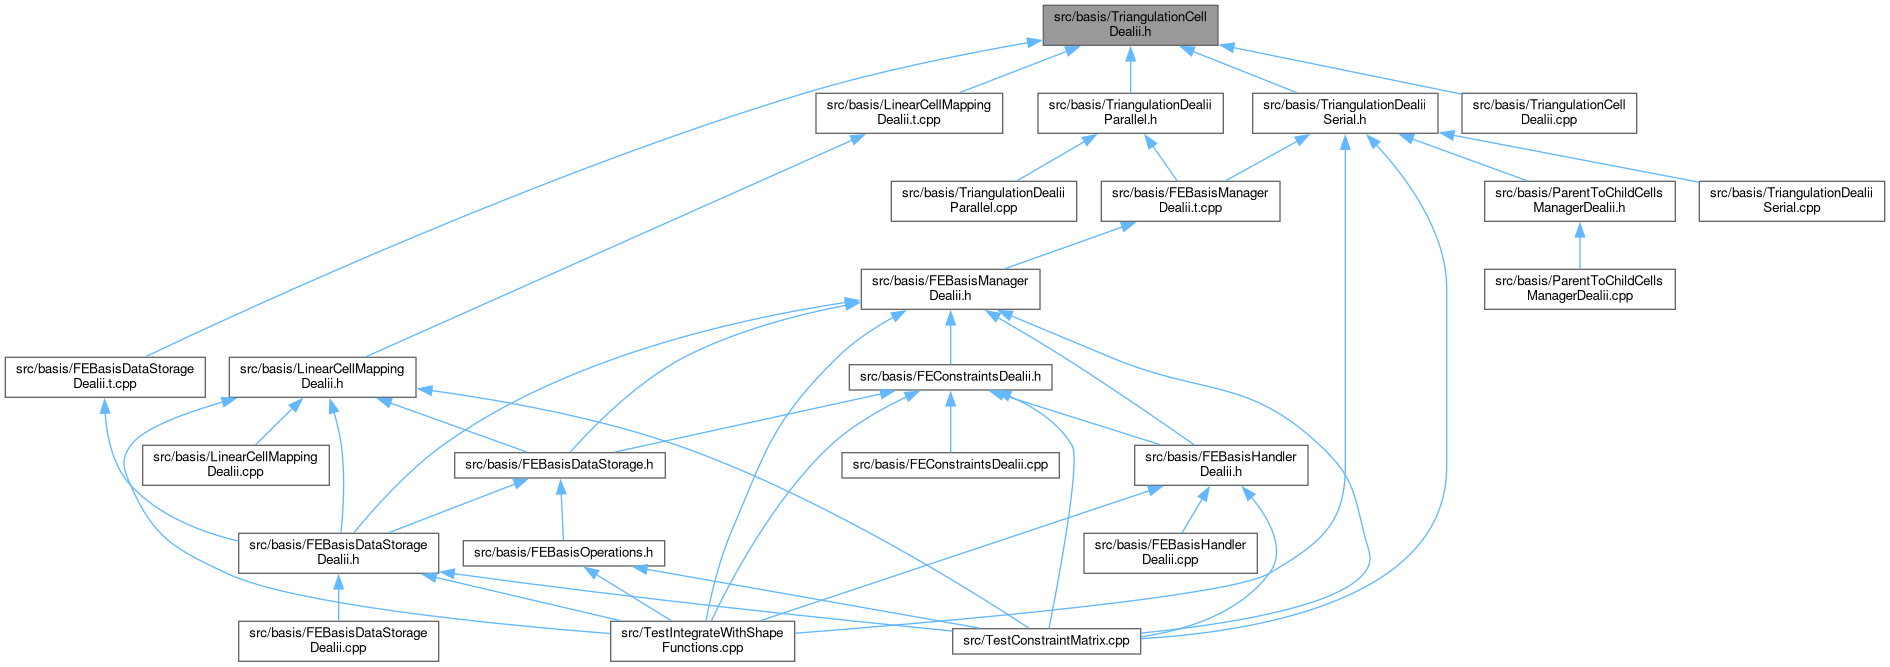 src/basis/TriangulationCell
Dealii.h
src/basis/LinearCellMapping
Dealii.t.cpp
src/basis/TriangulationDealii
Parallel.h
src/basis/TriangulationDealii
Serial.h
src/basis/TriangulationCell
Dealii.cpp
src/basis/TriangulationDealii
Parallel.cpp
src/basis/FEBasisManager
Dealii.t.cpp
src/basis/ParentToChildCells
ManagerDealii.h
src/basis/TriangulationDealii
Serial.cpp
src/basis/FEBasisManager
Dealii.h
src/basis/ParentToChildCells
ManagerDealii.cpp
src/basis/FEBasisDataStorage
Dealii.t.cpp
src/basis/LinearCellMapping
Dealii.h
src/basis/FEConstraintsDealii.h
src/basis/LinearCellMapping
Dealii.cpp
src/basis/FEBasisDataStorage.h
src/basis/FEConstraintsDealii.cpp
src/basis/FEBasisHandler
Dealii.h
src/basis/FEBasisDataStorage
Dealii.h
src/basis/FEBasisOperations.h
src/basis/FEBasisHandler
Dealii.cpp
src/basis/FEBasisDataStorage
Dealii.cpp
src/TestIntegrateWithShape
Functions.cpp
src/TestConstraintMatrix.cpp